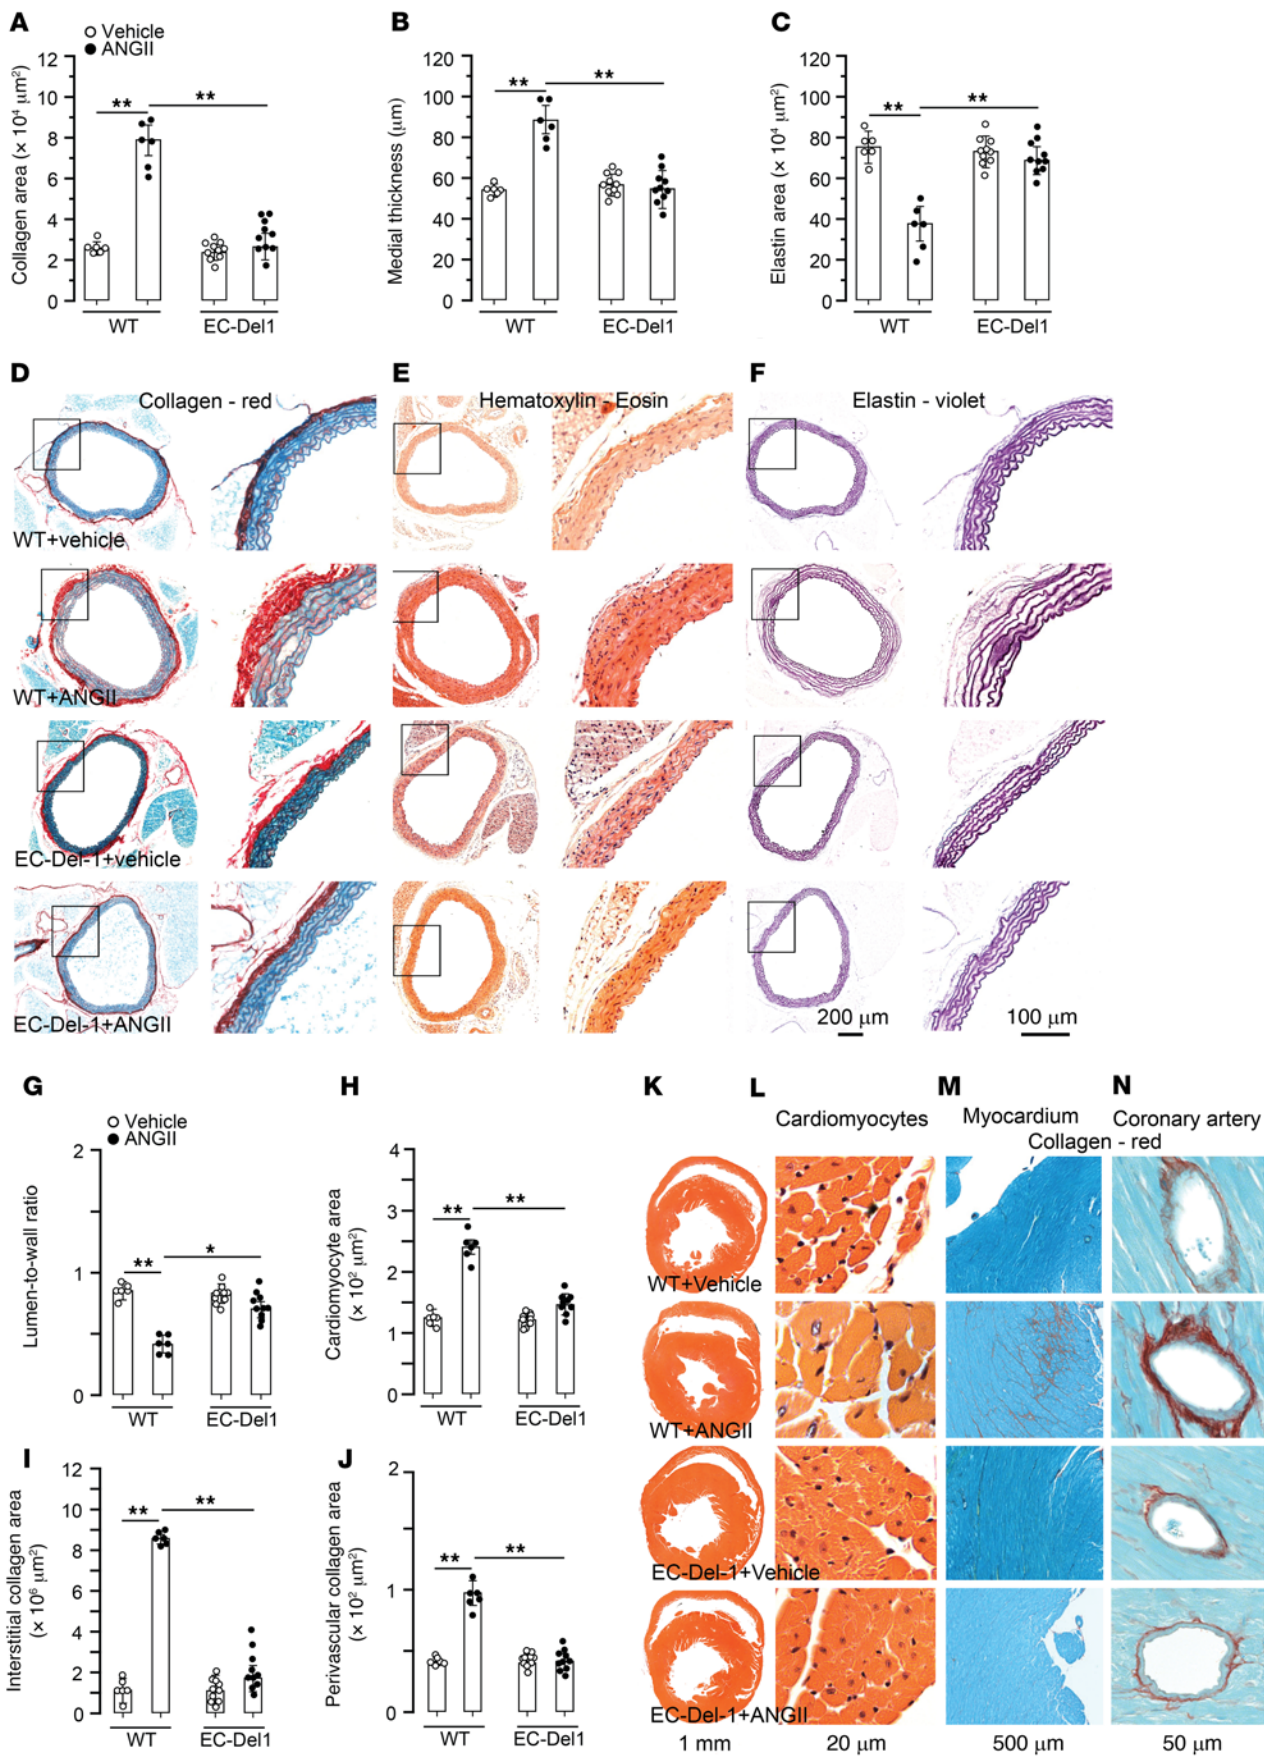 A
B
C
Vehicle
ANGII
Collagen area (× 10⁴ μm²)
12
10
8
6
4
2
0
**
**
WT
EC-Del1
Medial thickness (μm)
120
100
80
60
40
20
0
**
**
WT
EC-Del1
Elastin area (× 10⁴ μm²)
120
100
80
60
40
20
0
**
**
WT
EC-Del1
D
E
F
Collagen - red
Hematoxylin - Eosin
Elastin - violet
WT+vehicle
WT+ANGII
EC-Del-1+vehicle
EC-Del-1+ANGII
200 μm
100 μm
G
H
K
L
M
N
Vehicle
ANGII
Lumen-to-wall ratio
2
1
0
**
*
WT
EC-Del1
Cardiomyocyte area
(× 10² μm²)
4
3
2
1
0
**
**
WT
EC-Del1
Cardiomyocytes
Myocardium
Coronary artery
Collagen - red
WT+Vehicle
WT+ANGII
EC-Del-1+Vehicle
EC-Del-1+ANGII
1 mm
20 μm
500 μm
50 μm
I
J
Interstitial collagen area
(× 10⁶ μm²)
12
10
8
6
4
2
0
**
**
WT
EC-Del1
Perivascular collagen area
(× 10² μm²)
2
1
0
**
**
WT
EC-Del1